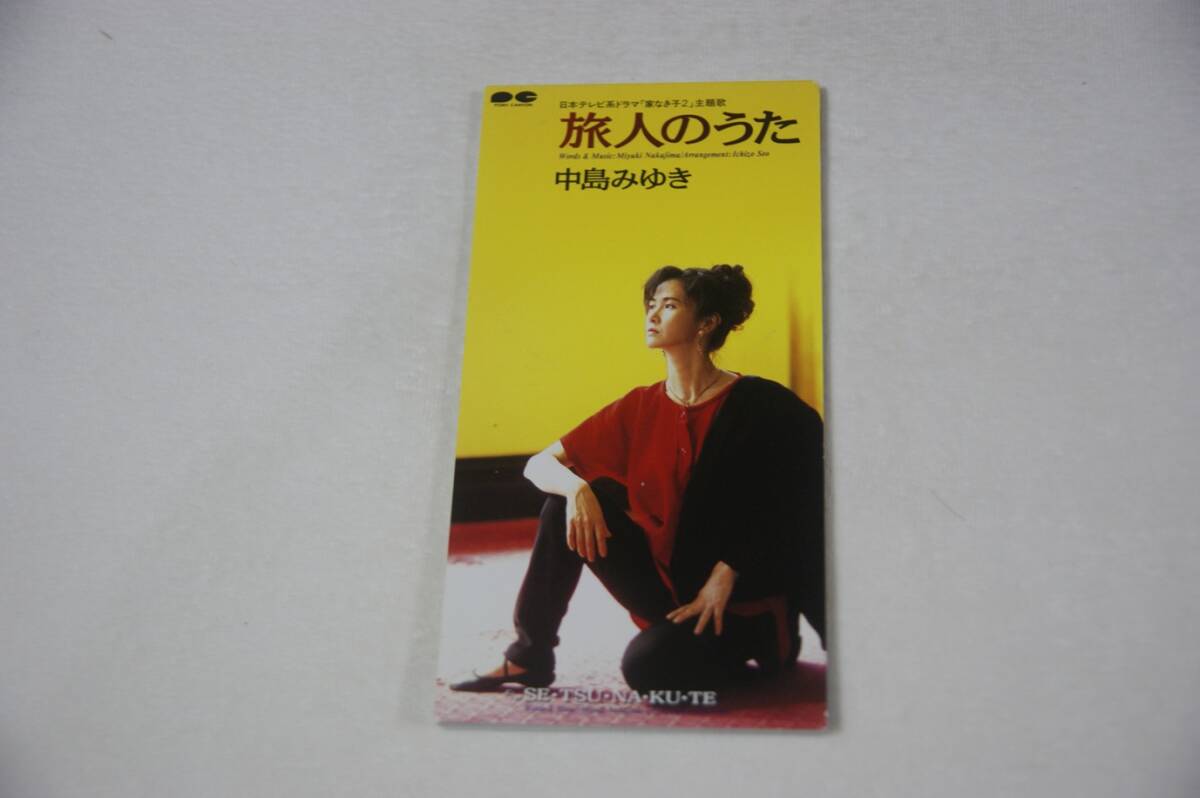 PONY CANYON
日本テレビ系ドラマ「家なき子2」主題歌
旅人のうた
Words & Music: Miyuki Nakajima/Arrangement: Ichizo Seo
中島みゆき
SE・TSU・NA・KU・TE